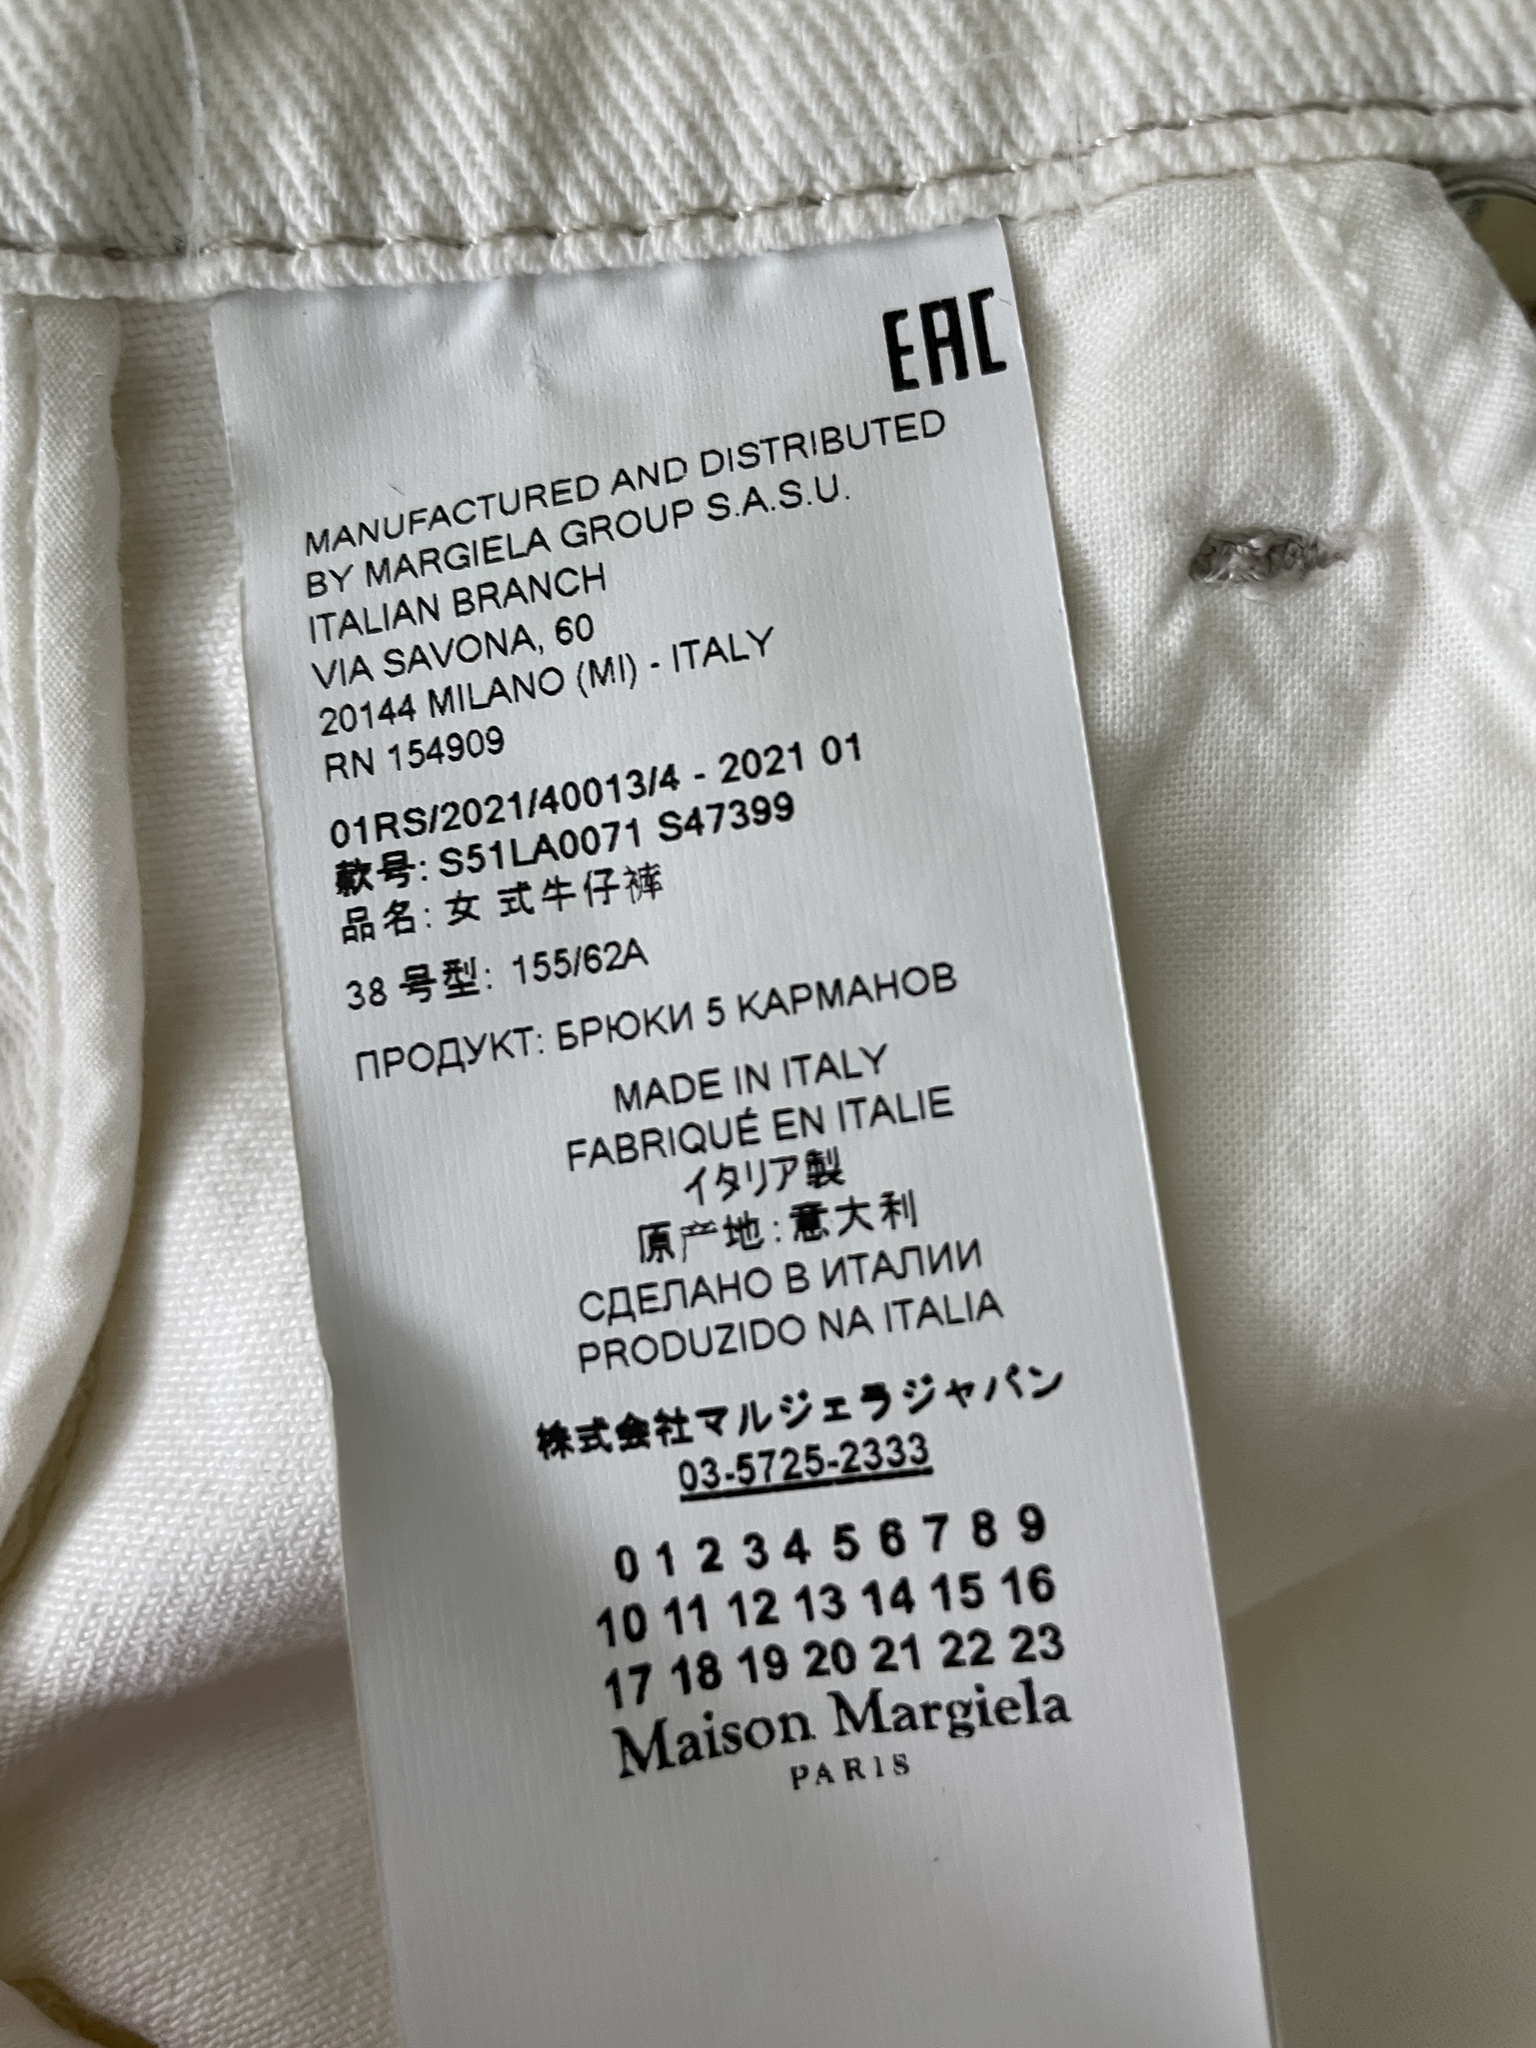 EAC
MANUFACTURED AND DISTRIBUTED
BY MARGIELA GROUP S.A.S.U.
ITALIAN BRANCH
VIA SAVONA, 60
20144 MILANO (MI) - ITALY
RN 154909
01RS/2021/40013/4 - 2021 01
款号: S51LA0071 S47399
品名: 女 式牛仔裤
38 号型: 155/62A
ПРОДУКТ: БРЮКИ 5 КАРМАНОВ
MADE IN ITALY
FABRIQUÉ EN ITALIE
イタリア製
原产地: 意大利
СДЕЛАНО В ИТАЛИИ
PRODUZIDO NA ITALIA
株式会社マルジェラジャパン
03-5725-2333
0 1 2 3 4 5 6 7 8 9
10 11 12 13 14 15 16
17 18 19 20 21 22 23
Maison Margiela
PARIS